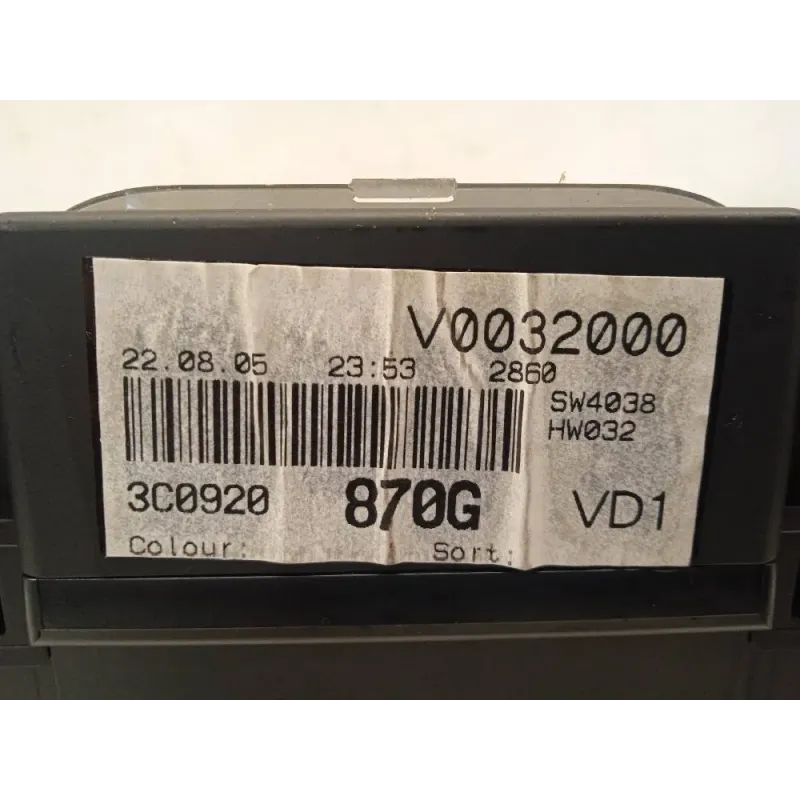 V0032000
22.08.05 23:53 2860
SW4038
HW032
3C0920 870G VD1
Colour: Sort: